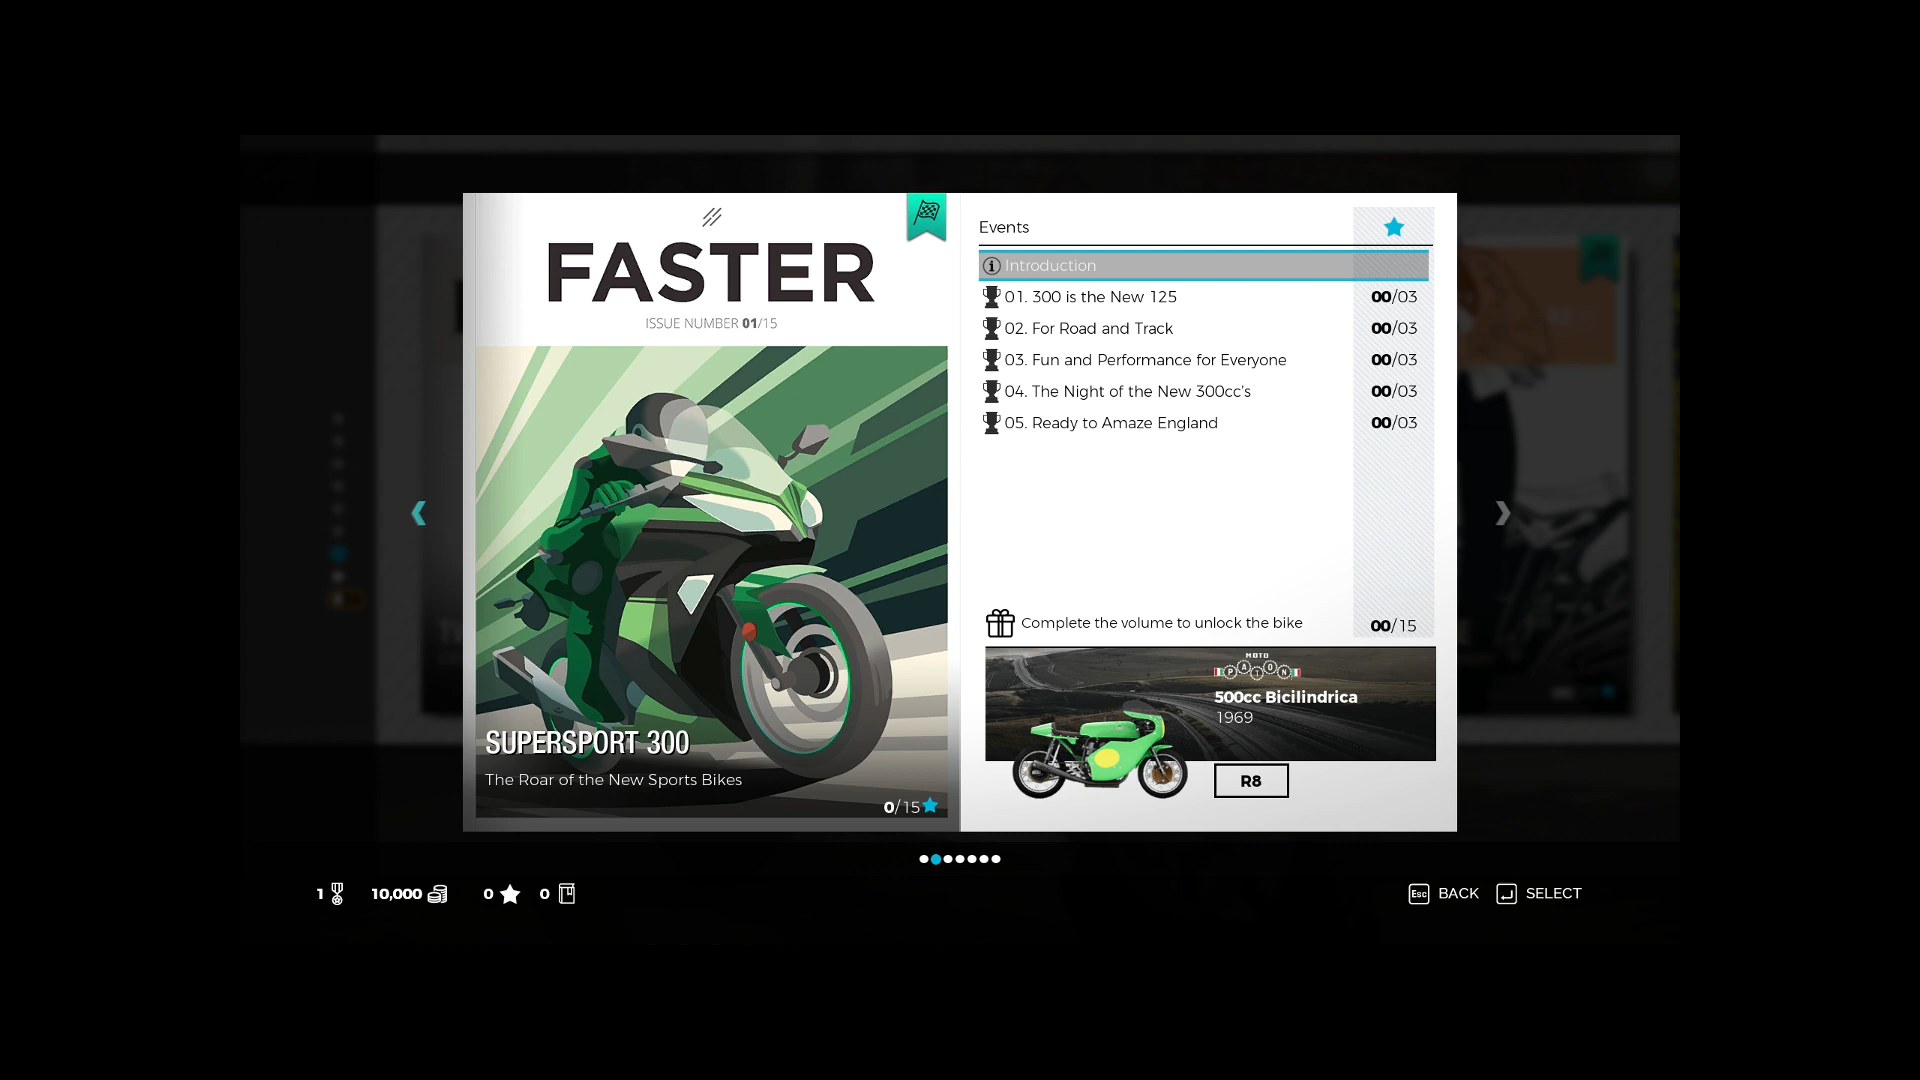 FASTER
ISSUE NUMBER 01/15
SUPERSPORT 300
The Roar of the New Sports Bikes
0/15
Events
Introduction
01. 300 is the New 125 00/03
02. For Road and Track 00/03
03. Fun and Performance for Everyone 00/03
04. The Night of the New 300cc's 00/03
05. Ready to Amaze England 00/03
Complete the volume to unlock the bike 00/15
MOTO
PATON
500cc Bicilindrica
1969
R8
1 10,000 0 0
Esc BACK SELECT